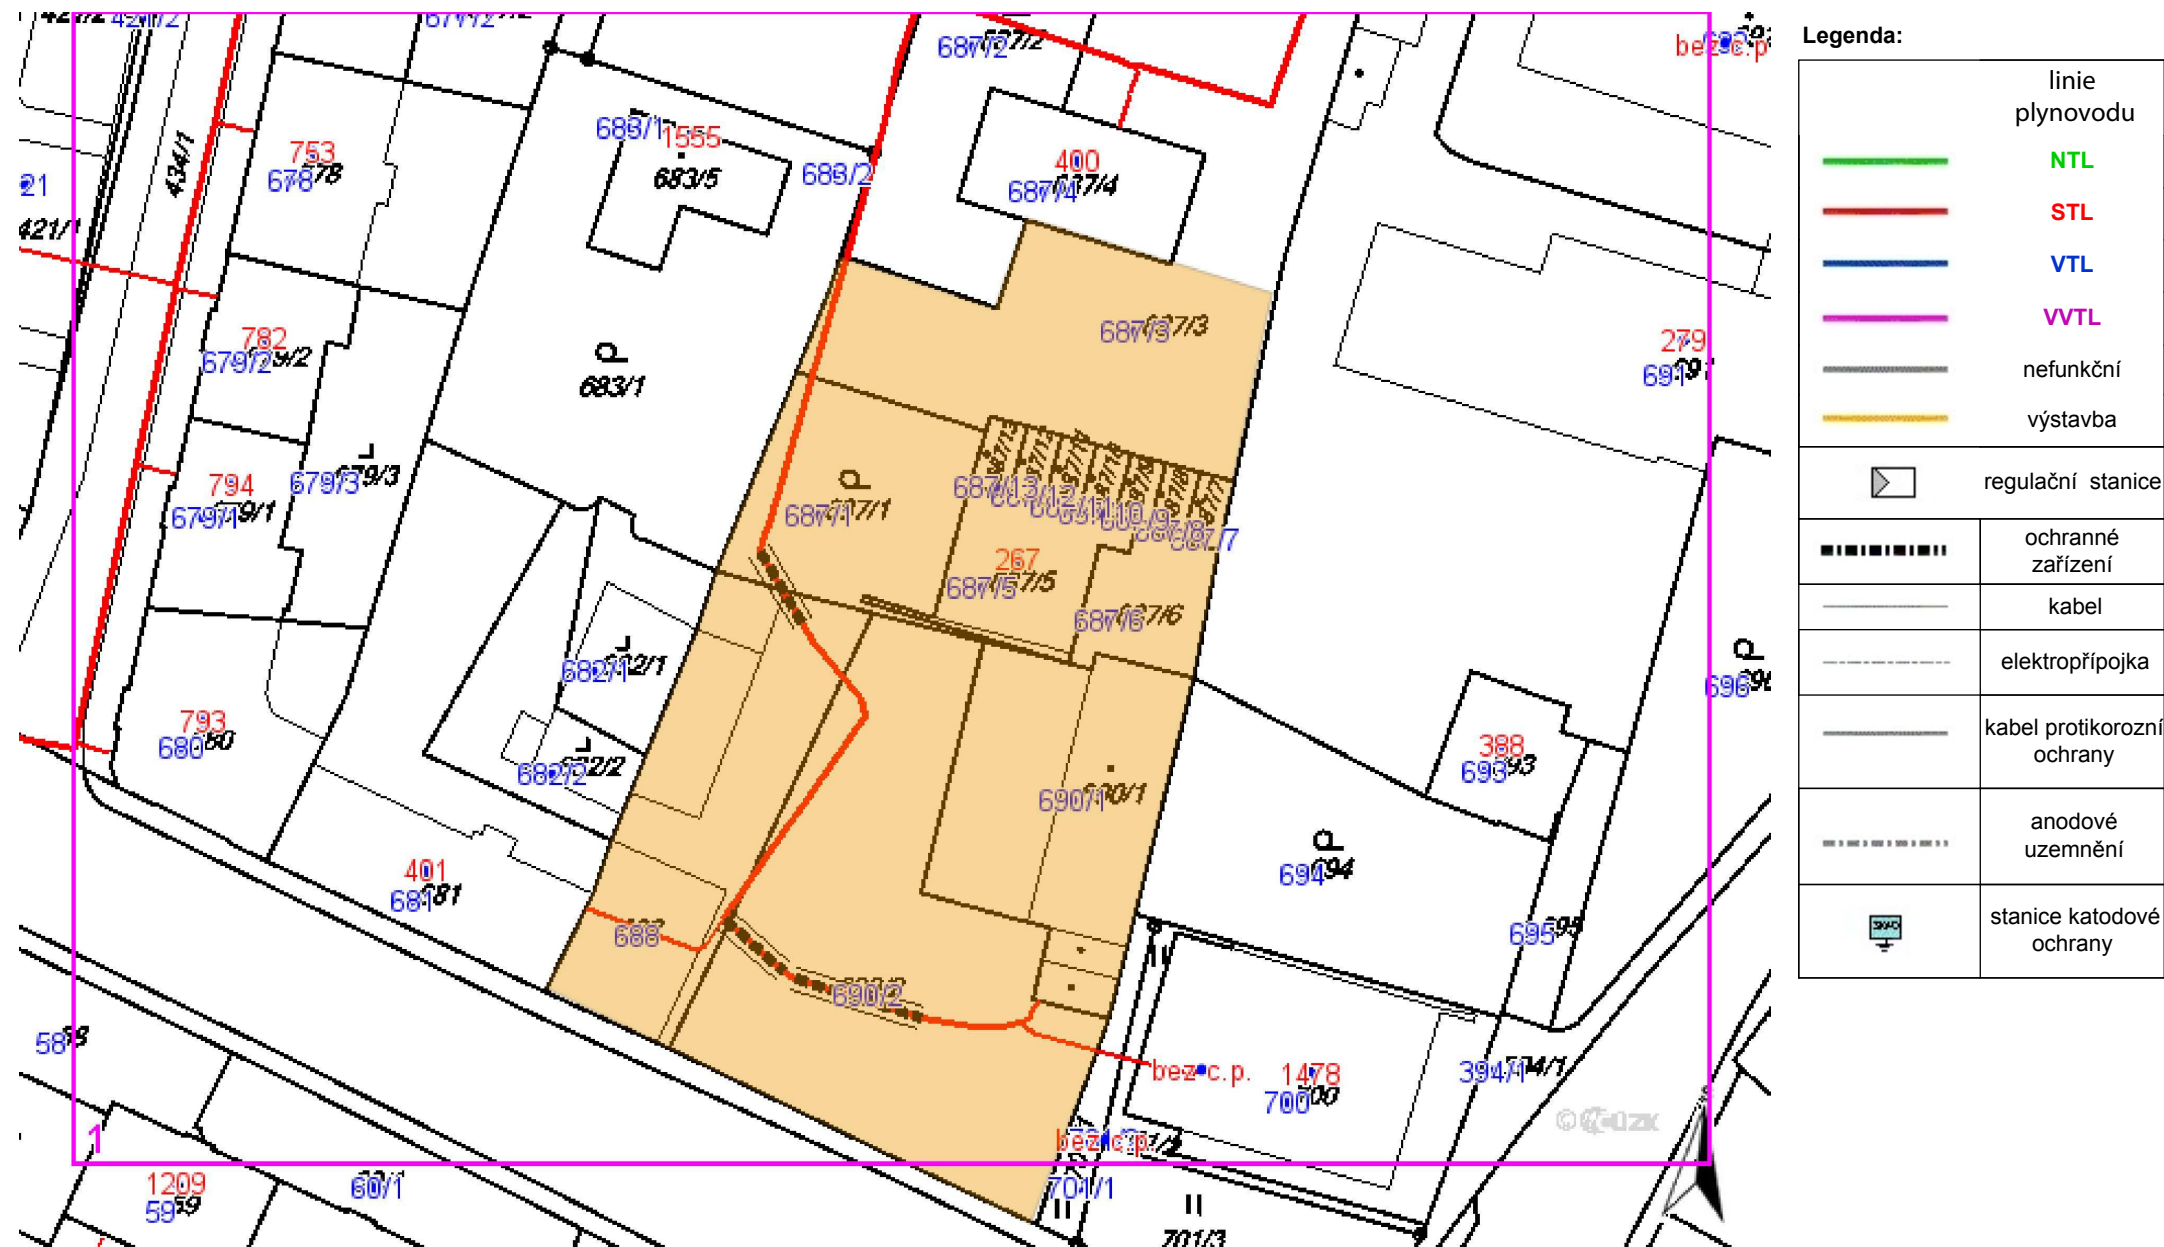 687/2
bez c.p.
434/1
753
678
683/1
1555
683/5
683/2
400
687/4
21
421/1
782
679/2
683/1
687/3
279
691
794
679/1
679/3
687/1
687/13
687/7
267
687/5
687/6
682/1
696
793
680
682/2
690/1
388
693
694
401
681
688
695
690/2
58
bez c.p.
1478
700
394/1
1
bez c.p.
1209
59
60/1
701/1
701/3
Legenda:
linie
plynovodu
NTL
STL
VTL
VVTL
nefunkční
výstavba
regulační stanice
ochranné
zařízení
kabel
elektropřípojka
kabel protikorozní
ochrany
anodové
uzemnění
stanice katodové
ochrany